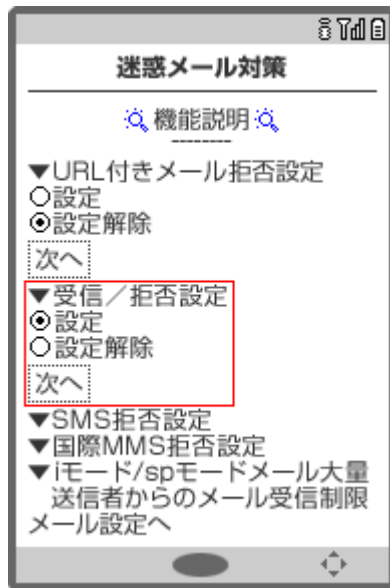 迷惑メール対策
機能説明
▼URL付きメール拒否設定
○設定
◉設定解除
次へ
▼受信／拒否設定
◉設定
○設定解除
次へ
▼SMS拒否設定
▼国際MMS拒否設定
▼iモード/spモードメール大量
送信者からのメール受信制限
メール設定へ